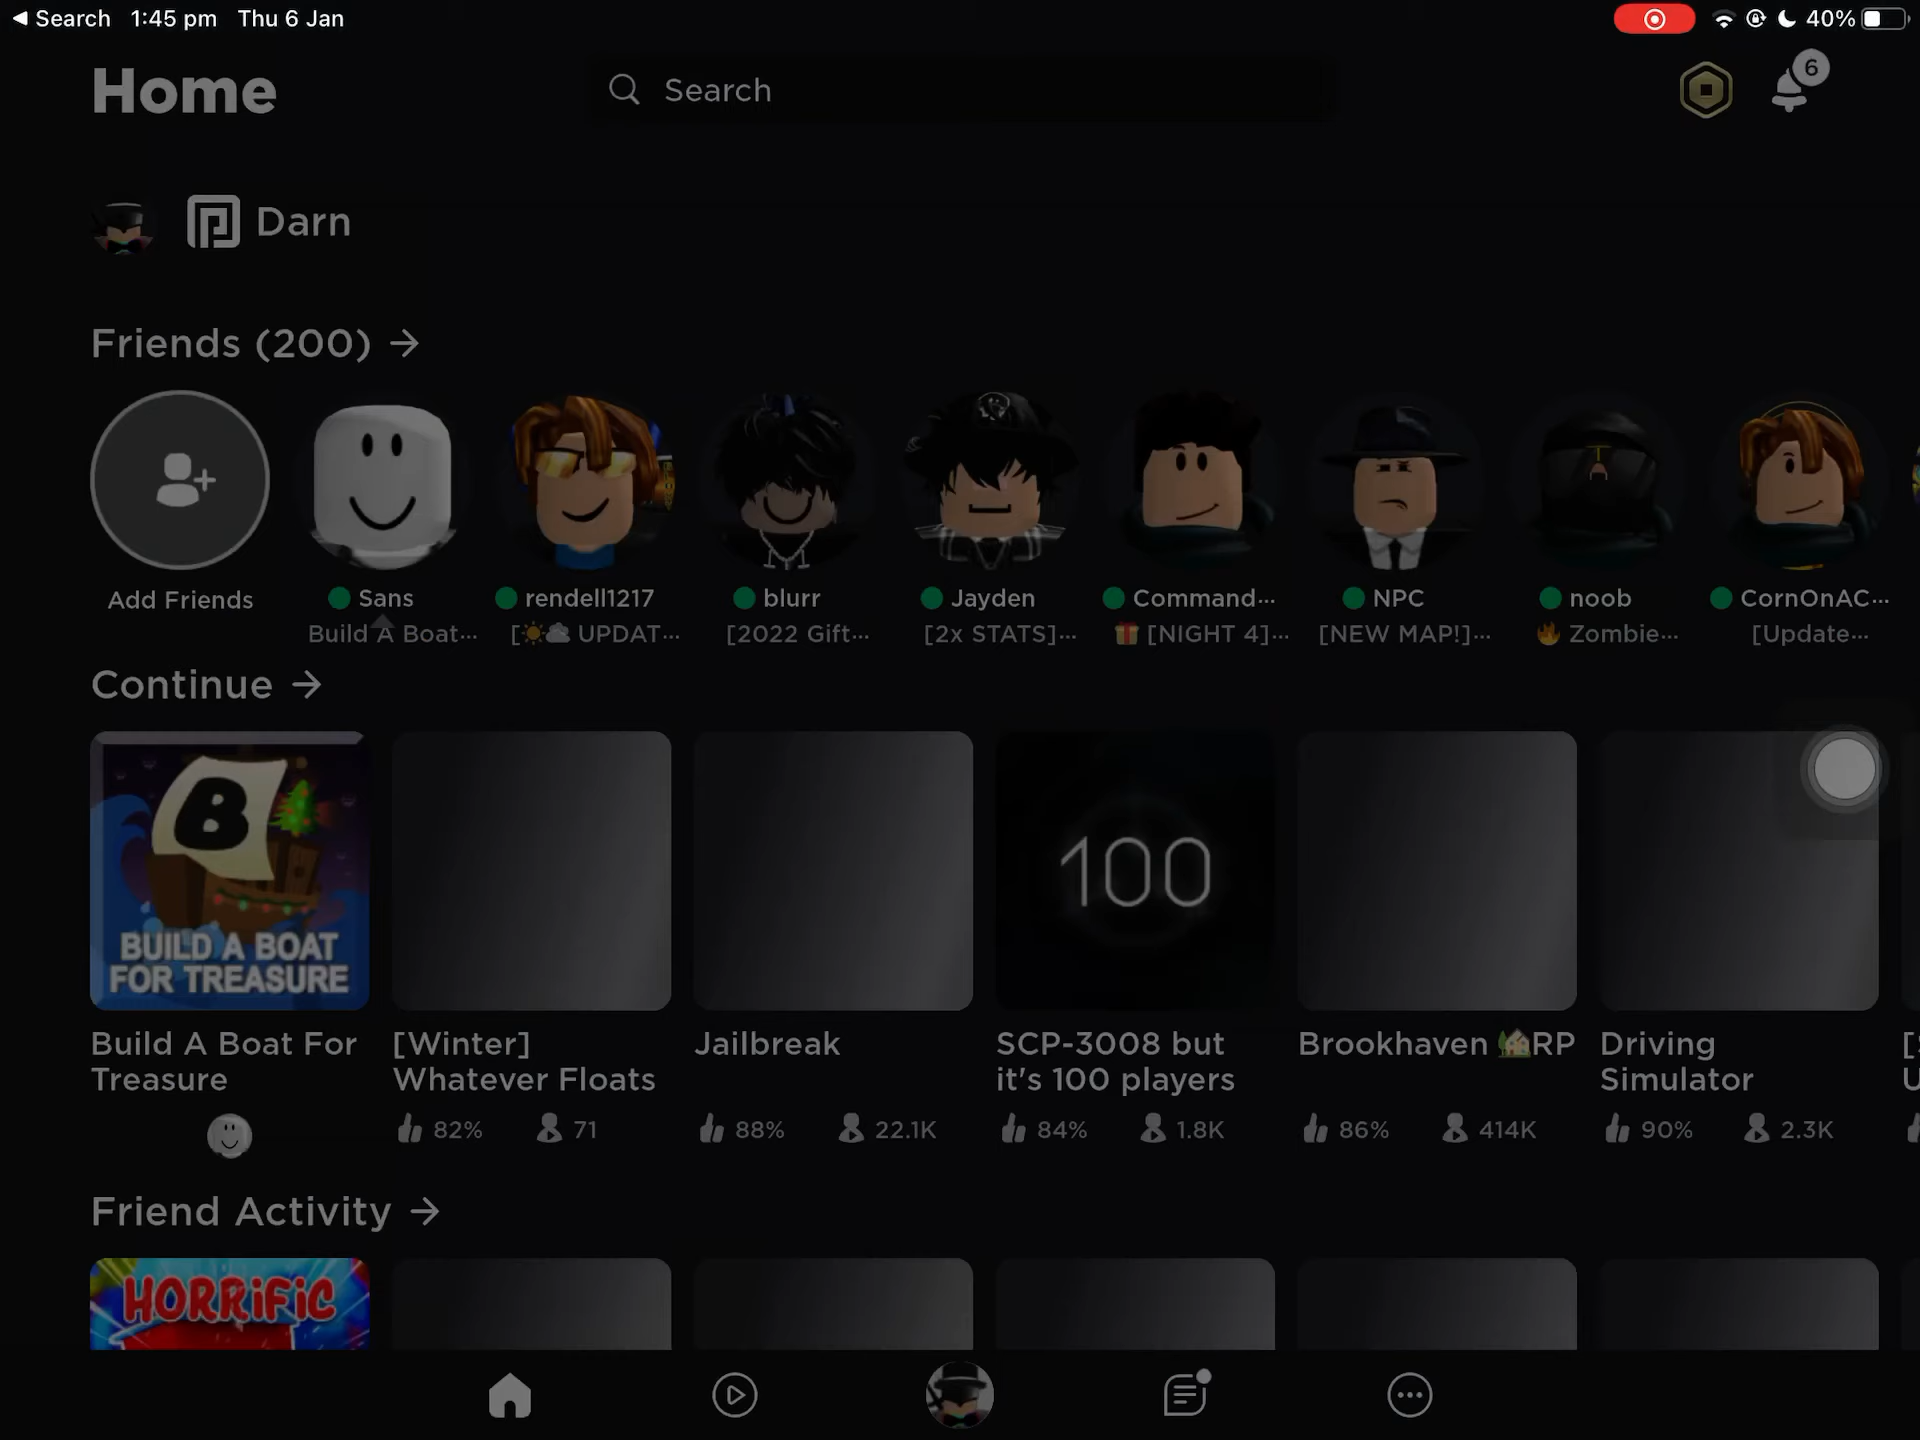 ◀ Search 1:45 pm Thu 6 Jan 40%
Home
Search
6
Darn
Friends (200) →
Add Friends
Sans
rendell1217
blurr
Jayden
Command...
NPC
noob
CornOnAC...
Build A Boat...
[☀️☁️ UPDAT...
[2022 Gift...
[2x STATS]...
🎁 [NIGHT 4]...
[NEW MAP!]...
🔥 Zombie...
[Update...
Continue →
B
BUILD A BOAT
FOR TREASURE
100
Build A Boat For
Treasure
[Winter]
Whatever Floats
82% 71
Jailbreak
88% 22.1K
SCP-3008 but
it's 100 players
84% 1.8K
Brookhaven 🏡RP
86% 414K
Driving
Simulator
90% 2.3K
Friend Activity →
HORRiFiC